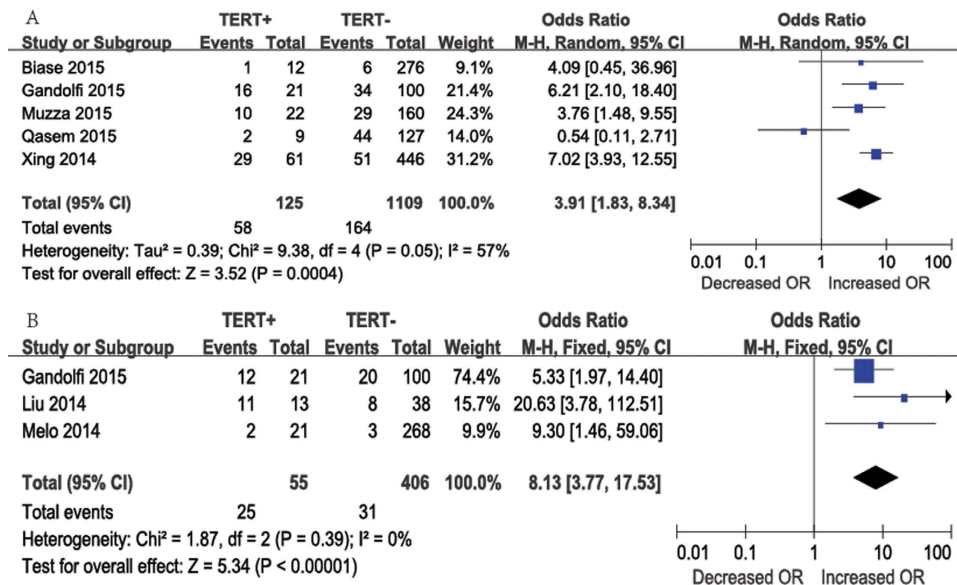 A TERT+ TERT- Odds Ratio Odds Ratio
Study or Subgroup Events Total Events Total Weight M-H, Random, 95% CI M-H, Random, 95% CI
Biase 2015 1 12 6 276 9.1% 4.09 [0.45, 36.96]
Gandolfi 2015 16 21 34 100 21.4% 6.21 [2.10, 18.40]
Muzza 2015 10 22 29 160 24.3% 3.76 [1.48, 9.55]
Qasem 2015 2 9 44 127 14.0% 0.54 [0.11, 2.71]
Xing 2014 29 61 51 446 31.2% 7.02 [3.93, 12.55]
Total (95% CI) 125 1109 100.0% 3.91 [1.83, 8.34]
Total events 58 164
Heterogeneity: Tau² = 0.39; Chi² = 9.38, df = 4 (P = 0.05); I² = 57%
Test for overall effect: Z = 3.52 (P = 0.0004)
0.01 0.1 1 10 100
Decreased OR Increased OR
B TERT+ TERT- Odds Ratio Odds Ratio
Study or Subgroup Events Total Events Total Weight M-H, Fixed, 95% CI M-H, Fixed, 95% CI
Gandolfi 2015 12 21 20 100 74.4% 5.33 [1.97, 14.40]
Liu 2014 11 13 8 38 15.7% 20.63 [3.78, 112.51]
Melo 2014 2 21 3 268 9.9% 9.30 [1.46, 59.06]
Total (95% CI) 55 406 100.0% 8.13 [3.77, 17.53]
Total events 25 31
Heterogeneity: Chi² = 1.87, df = 2 (P = 0.39); I² = 0%
Test for overall effect: Z = 5.34 (P < 0.00001)
0.01 0.1 1 10 100
Decreased OR Increased OR